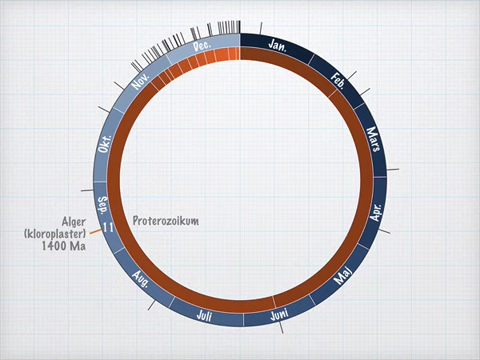 Jan.
Feb.
Mars
Apr.
Maj
Juni
Juli
Aug.
Sep.
11
Okt.
Nov.
Dec.
Alger
(kloroplaster)
1400 Ma
Proterozoikum